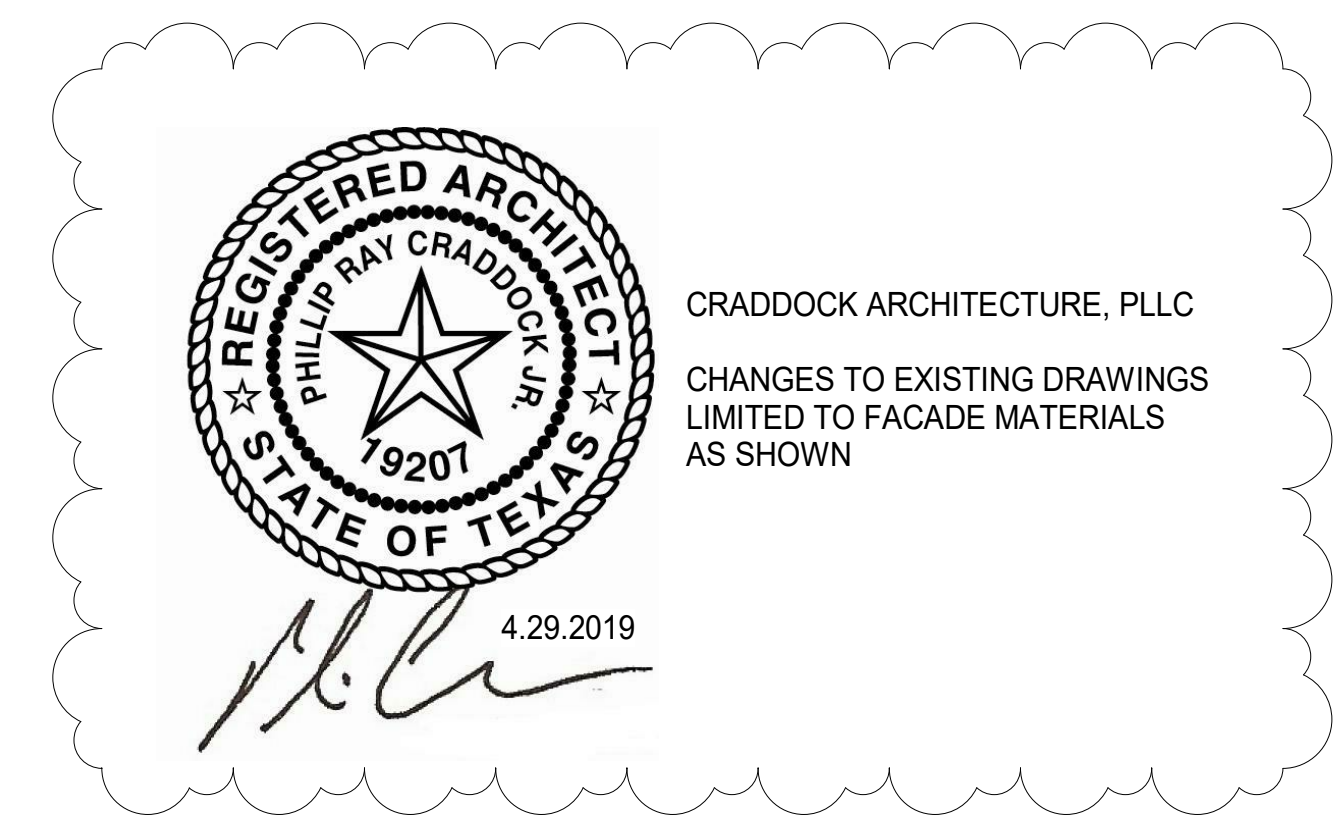 REGISTERED ARCHITECT
PHILLIP RAY CRADDOCK JR.
19207
STATE OF TEXAS
4.29.2019
CRADDOCK ARCHITECTURE, PLLC
CHANGES TO EXISTING DRAWINGS
LIMITED TO FACADE MATERIALS
AS SHOWN